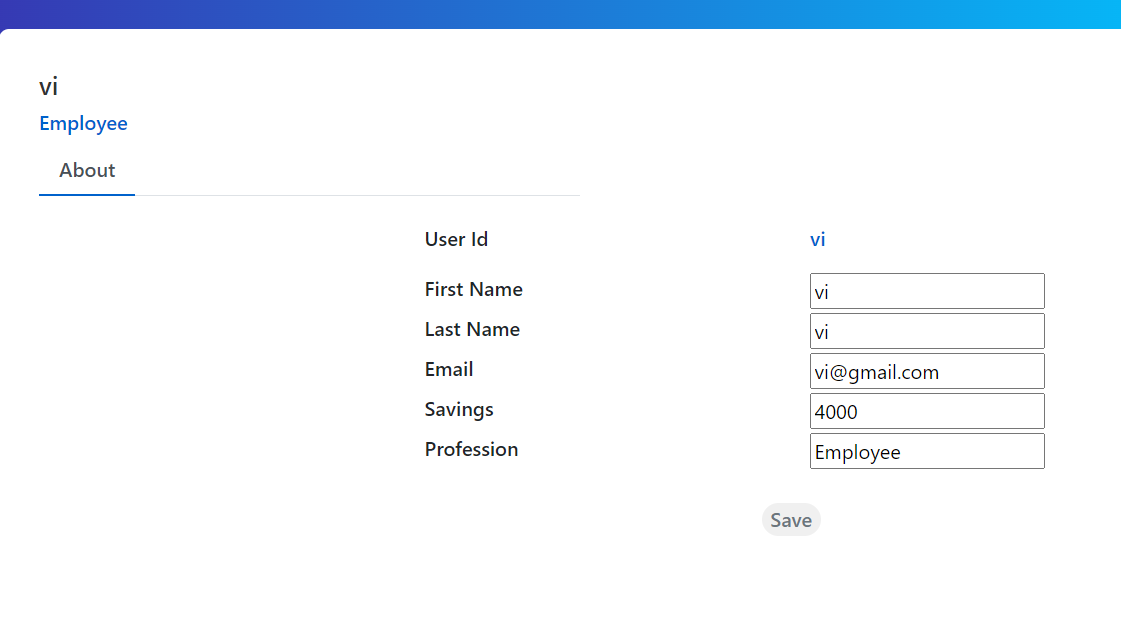 vi
Employee
About
User Id vi
First Name vi
Last Name vi
Email vi@gmail.com
Savings 4000
Profession Employee
Save